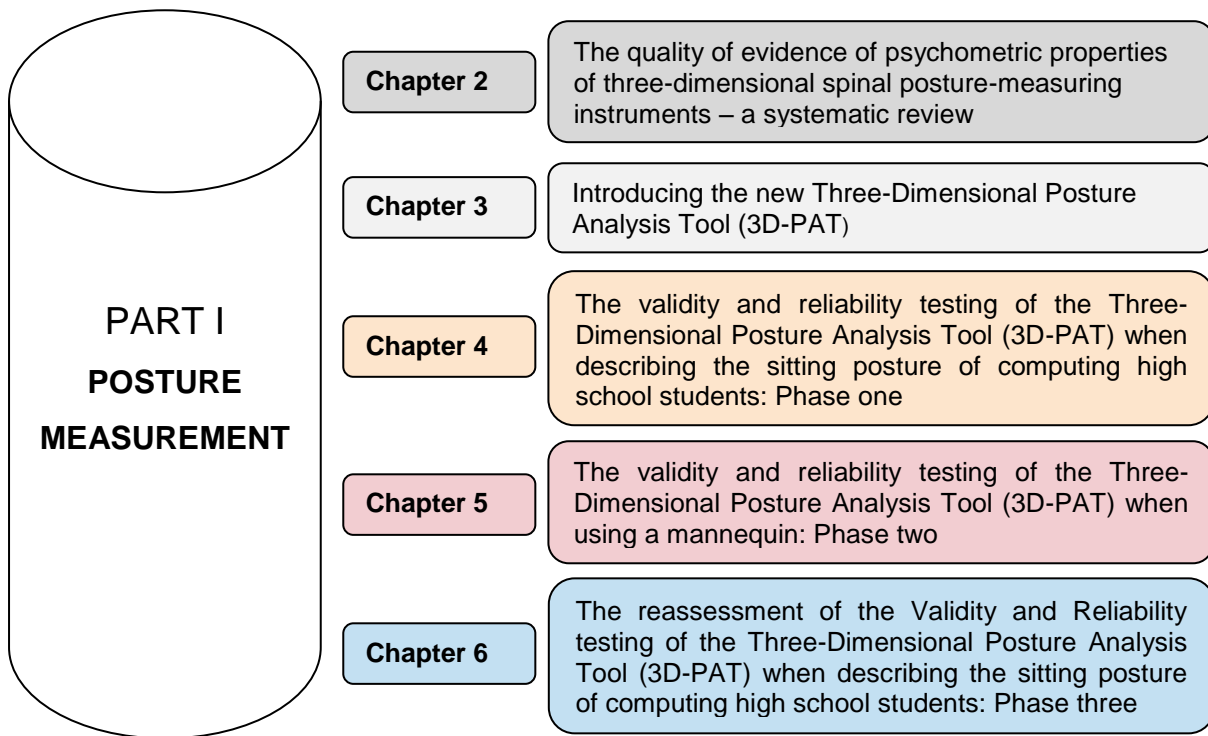 PART I
POSTURE
MEASUREMENT
Chapter 2
The quality of evidence of psychometric properties
of three-dimensional spinal posture-measuring
instruments – a systematic review
Chapter 3
Introducing the new Three-Dimensional Posture
Analysis Tool (3D-PAT)
Chapter 4
The validity and reliability testing of the Three-
Dimensional Posture Analysis Tool (3D-PAT) when
describing the sitting posture of computing high
school students: Phase one
Chapter 5
The validity and reliability testing of the Three-
Dimensional Posture Analysis Tool (3D-PAT) when
using a mannequin: Phase two
Chapter 6
The reassessment of the Validity and Reliability
testing of the Three-Dimensional Posture Analysis
Tool (3D-PAT) when describing the sitting posture
of computing high school students: Phase three